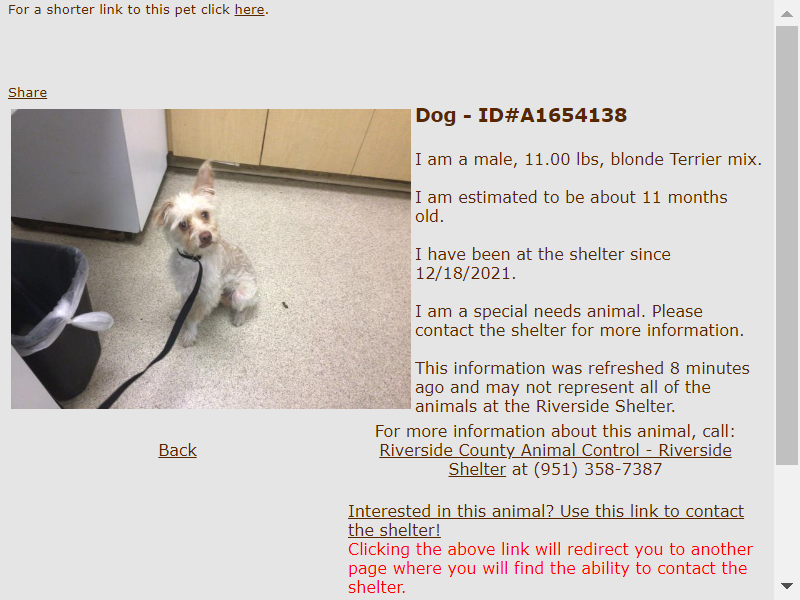 For a shorter link to this pet click here.
Share
Dog - ID#A1654138
I am a male, 11.00 lbs, blonde Terrier mix.
I am estimated to be about 11 months
old.
I have been at the shelter since
12/18/2021.
I am a special needs animal. Please
contact the shelter for more information.
This information was refreshed 8 minutes
ago and may not represent all of the
animals at the Riverside Shelter.
Back
For more information about this animal, call:
Riverside County Animal Control - Riverside
Shelter at (951) 358-7387
Interested in this animal? Use this link to contact
the shelter!
Clicking the above link will redirect you to another
page where you will find the ability to contact the
shelter.